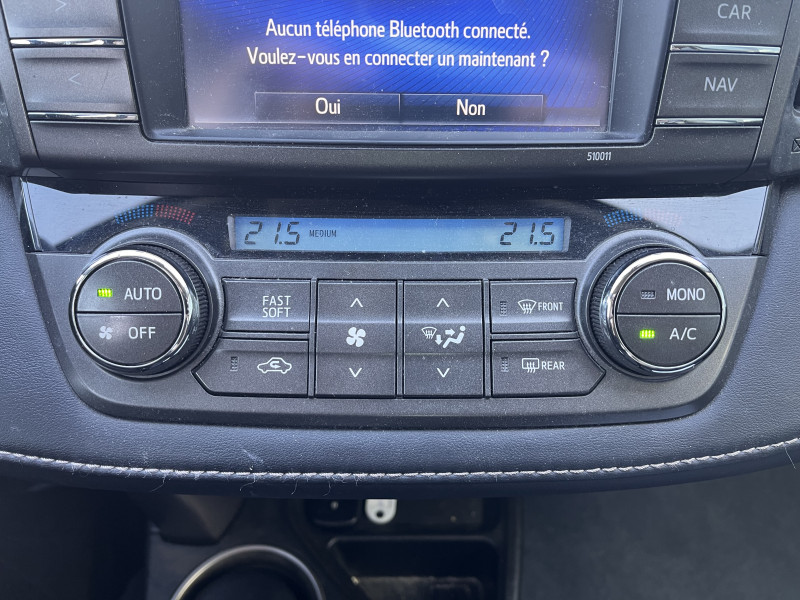 Aucun téléphone Bluetooth connecté.
Voulez-vous en connecter un maintenant ?
Oui Non
CAR
NAV
510011
21.5 MEDIUM 21.5
AUTO
OFF
FAST
SOFT
FRONT
REAR
MONO
A/C